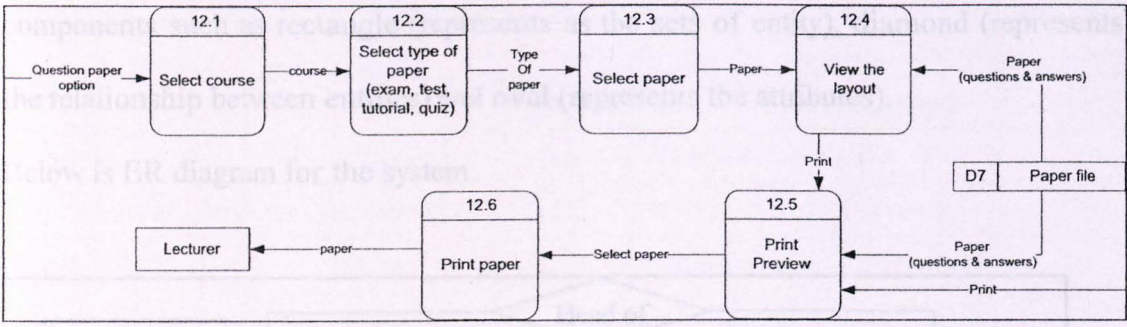 components such as rectangle (represents as the sets of entity), diamond (represents
the relationship between entities) and oval (represents the attributes).
Below is ER diagram for the system
12.1
Select course
12.2
Select type of
paper
(exam, test,
tutorial, quiz)
12.3
Select paper
12.4
View the
layout
Question paper
option
course
Type
Of
paper
Paper
Paper
(questions & answers)
Print
D7
Paper file
12.6
Print paper
12.5
Print
Preview
Lecturer
paper
Select paper
Paper
(questions & answers)
Print
Head of